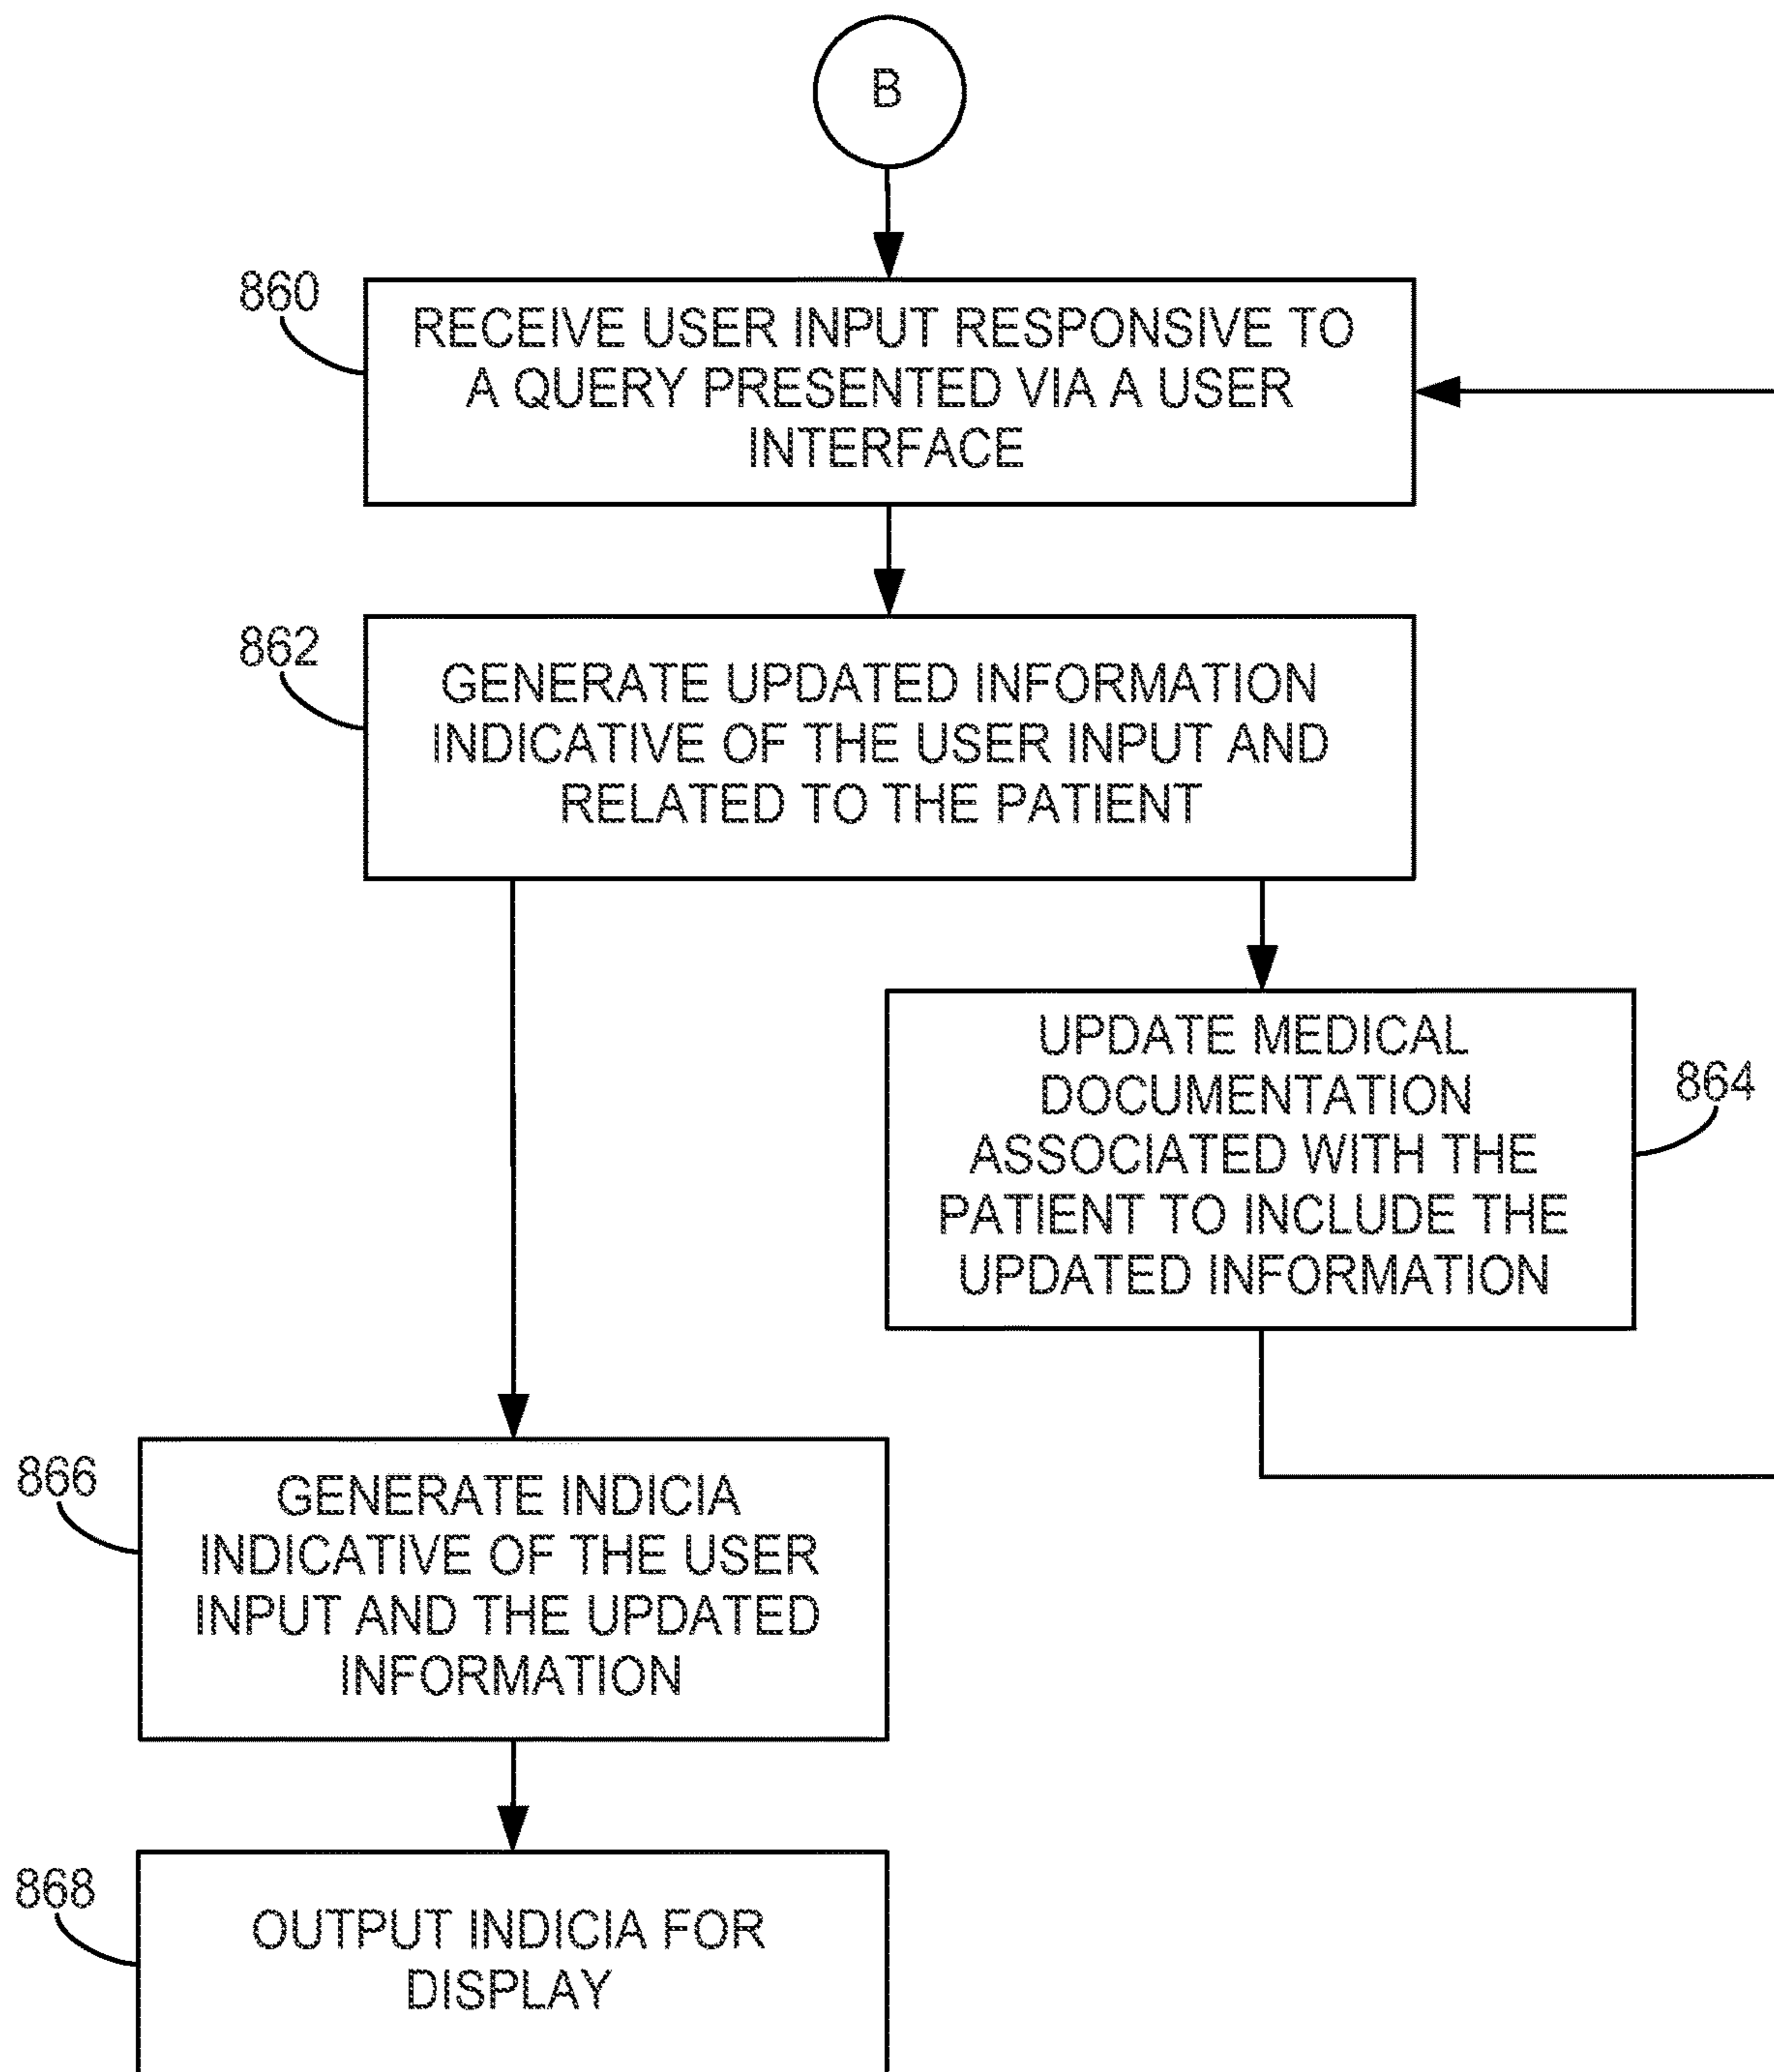 B
860
RECEIVE USER INPUT RESPONSIVE TO
A QUERY PRESENTED VIA A USER
INTERFACE
862
GENERATE UPDATED INFORMATION
INDICATIVE OF THE USER INPUT AND
RELATED TO THE PATIENT
UPDATE MEDICAL
DOCUMENTATION
ASSOCIATED WITH THE
PATIENT TO INCLUDE THE
UPDATED INFORMATION
864
866
GENERATE INDICIA
INDICATIVE OF THE USER
INPUT AND THE UPDATED
INFORMATION
868
OUTPUT INDICIA FOR
DISPLAY